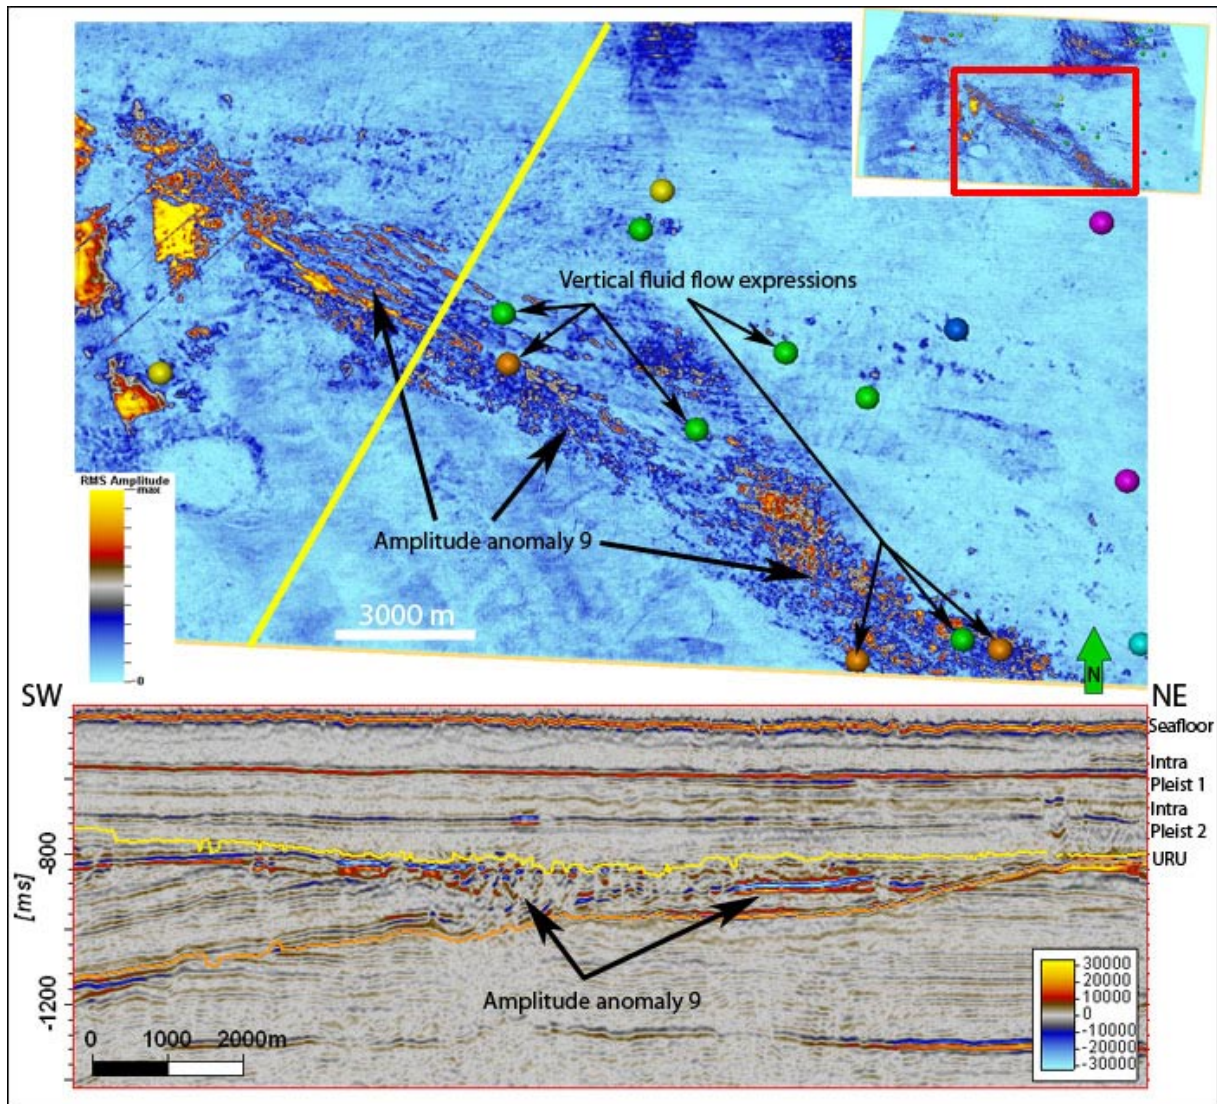 Vertical fluid flow expressions
RMS Amplitude
max
0
Amplitude anomaly 9
3000 m
N
SW
NE
Seafloor
Intra
Pleist 1
Intra
Pleist 2
URU
-800
[ms]
-1200
Amplitude anomaly 9
0 1000 2000m
30000
20000
10000
0
-10000
-20000
-30000